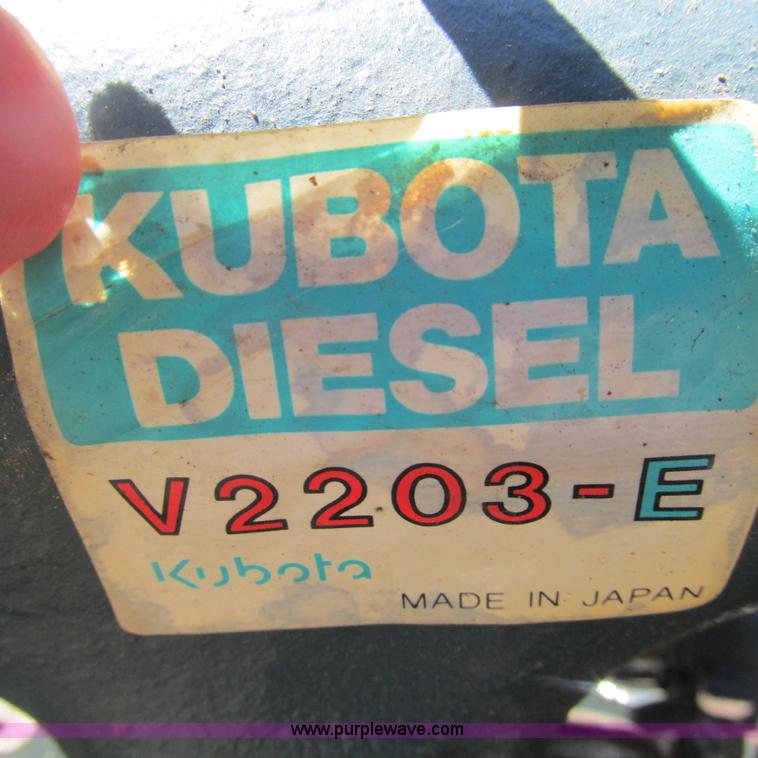 KUBOTA
DIESEL
V2203-E
Kubota
MADE IN JAPAN
www.purplewave.com